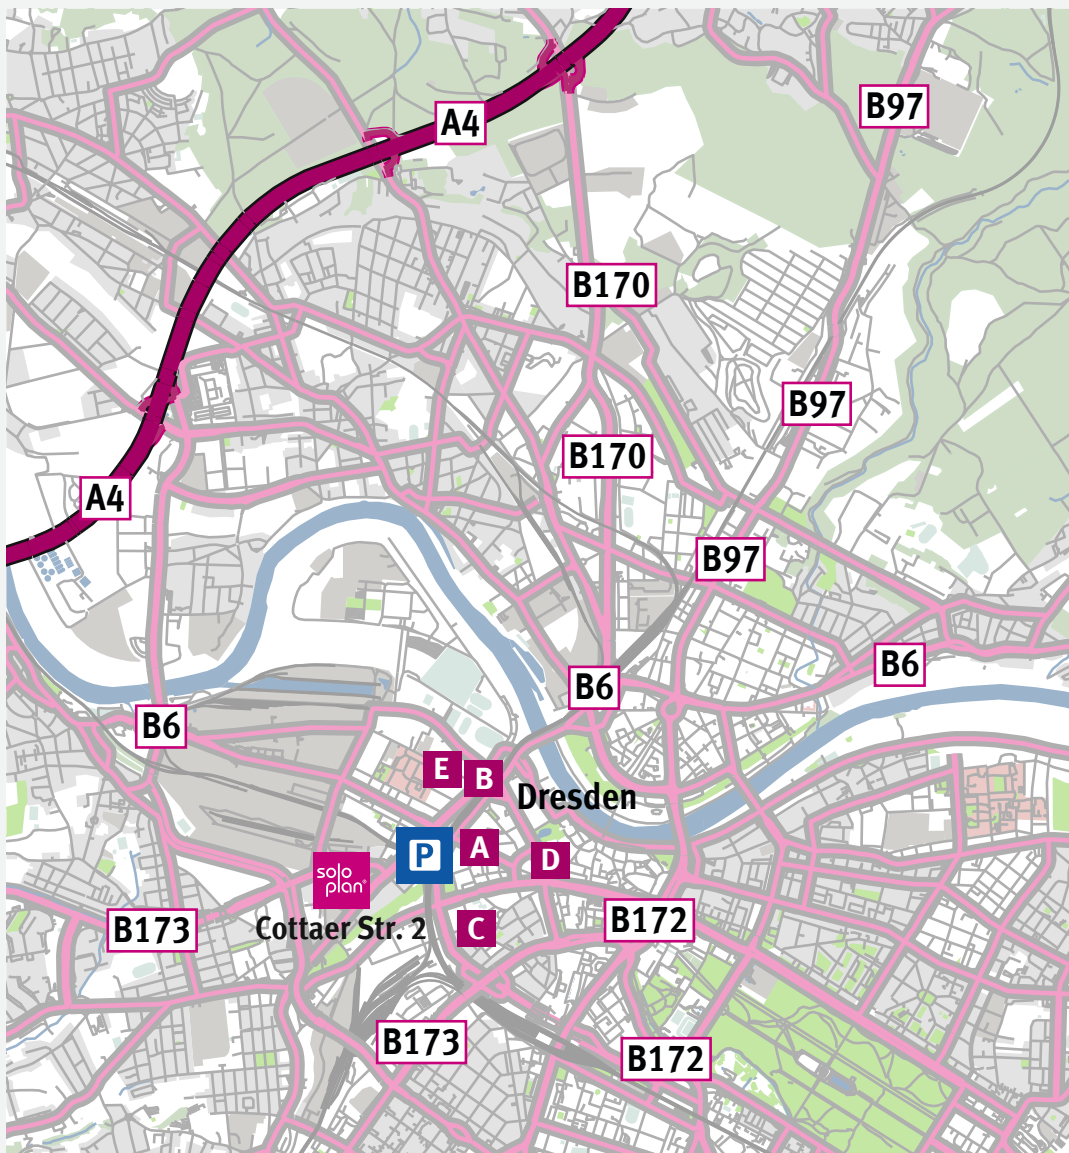 B97
A4
B170
B97
B170
A4
B97
B6
B6
B6
E
B
Dresden
A
P
D
solo
plan®
B172
Cottaer Str. 2
C
B173
B173
B172